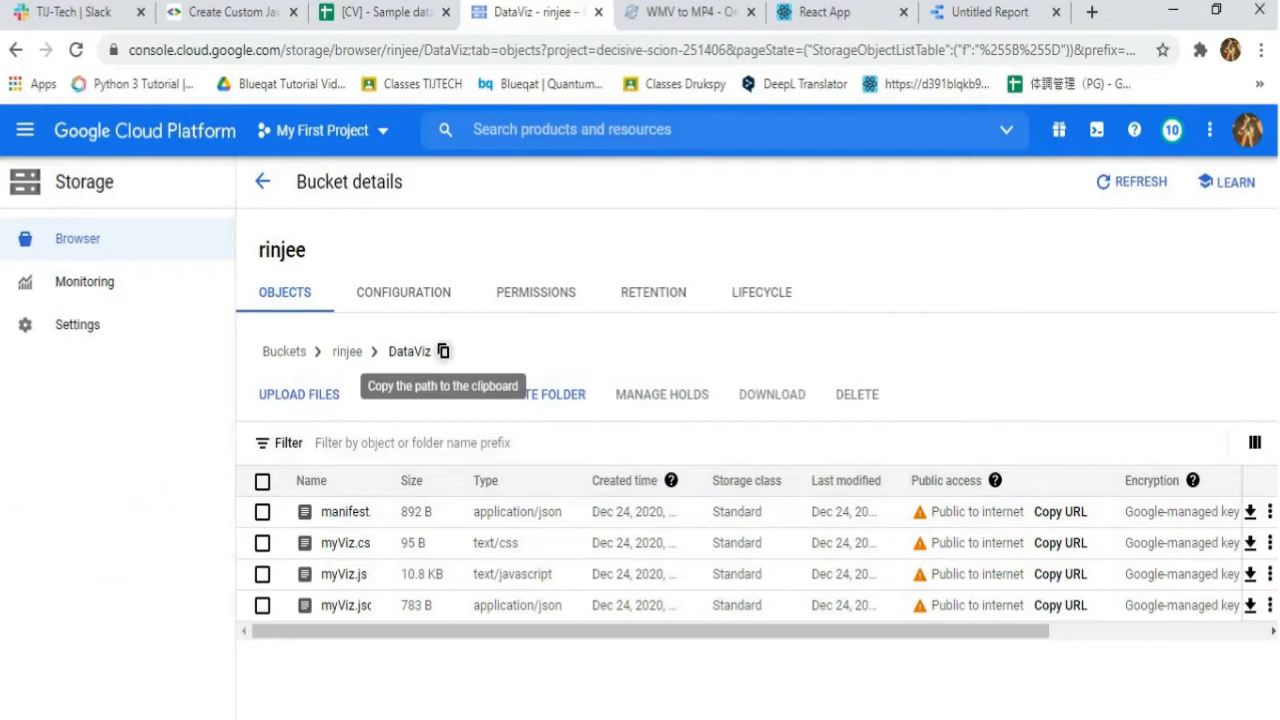 TIJ-Tech | Slack
Create Custom Jav
[CV] - Sample data
DataViz - rinjee –
WMV to MP4 - On
React App
Untitled Report
console.cloud.google.com/storage/browser/rinjee/DataViz;tab=objects?project=decisive-scion-251406&pageState=("StorageObjectListTable":("f":"%255B%255D"))&prefix=...
Apps
Python 3 Tutorial |...
Blueqat Tutorial Vid...
Classes TIJTECH
bq Blueqat | Quantum...
Classes Drukspy
DeepL Translator
https://d391blqkb9...
体調管理（PG）- G...
»
Google Cloud Platform
My First Project
Search products and resources
10
Storage
Bucket details
REFRESH
LEARN
Browser
Monitoring
Settings
rinjee
OBJECTS
CONFIGURATION
PERMISSIONS
RETENTION
LIFECYCLE
Buckets > rinjee > DataViz
Copy the path to the clipboard
UPLOAD FILES
TE FOLDER
MANAGE HOLDS
DOWNLOAD
DELETE
Filter
Filter by object or folder name prefix
Name Size Type Created time Storage class Last modified Public access Encryption
manifest. 892 B application/json Dec 24, 2020, ... Standard Dec 24, 20... Public to internet Copy URL Google-managed key
myViz.cs 95 B text/css Dec 24, 2020, ... Standard Dec 24, 20... Public to internet Copy URL Google-managed key
myViz.js 10.8 KB text/javascript Dec 24, 2020, ... Standard Dec 24, 20... Public to internet Copy URL Google-managed key
myViz.jsc 783 B application/json Dec 24, 2020, ... Standard Dec 24, 20... Public to internet Copy URL Google-managed key